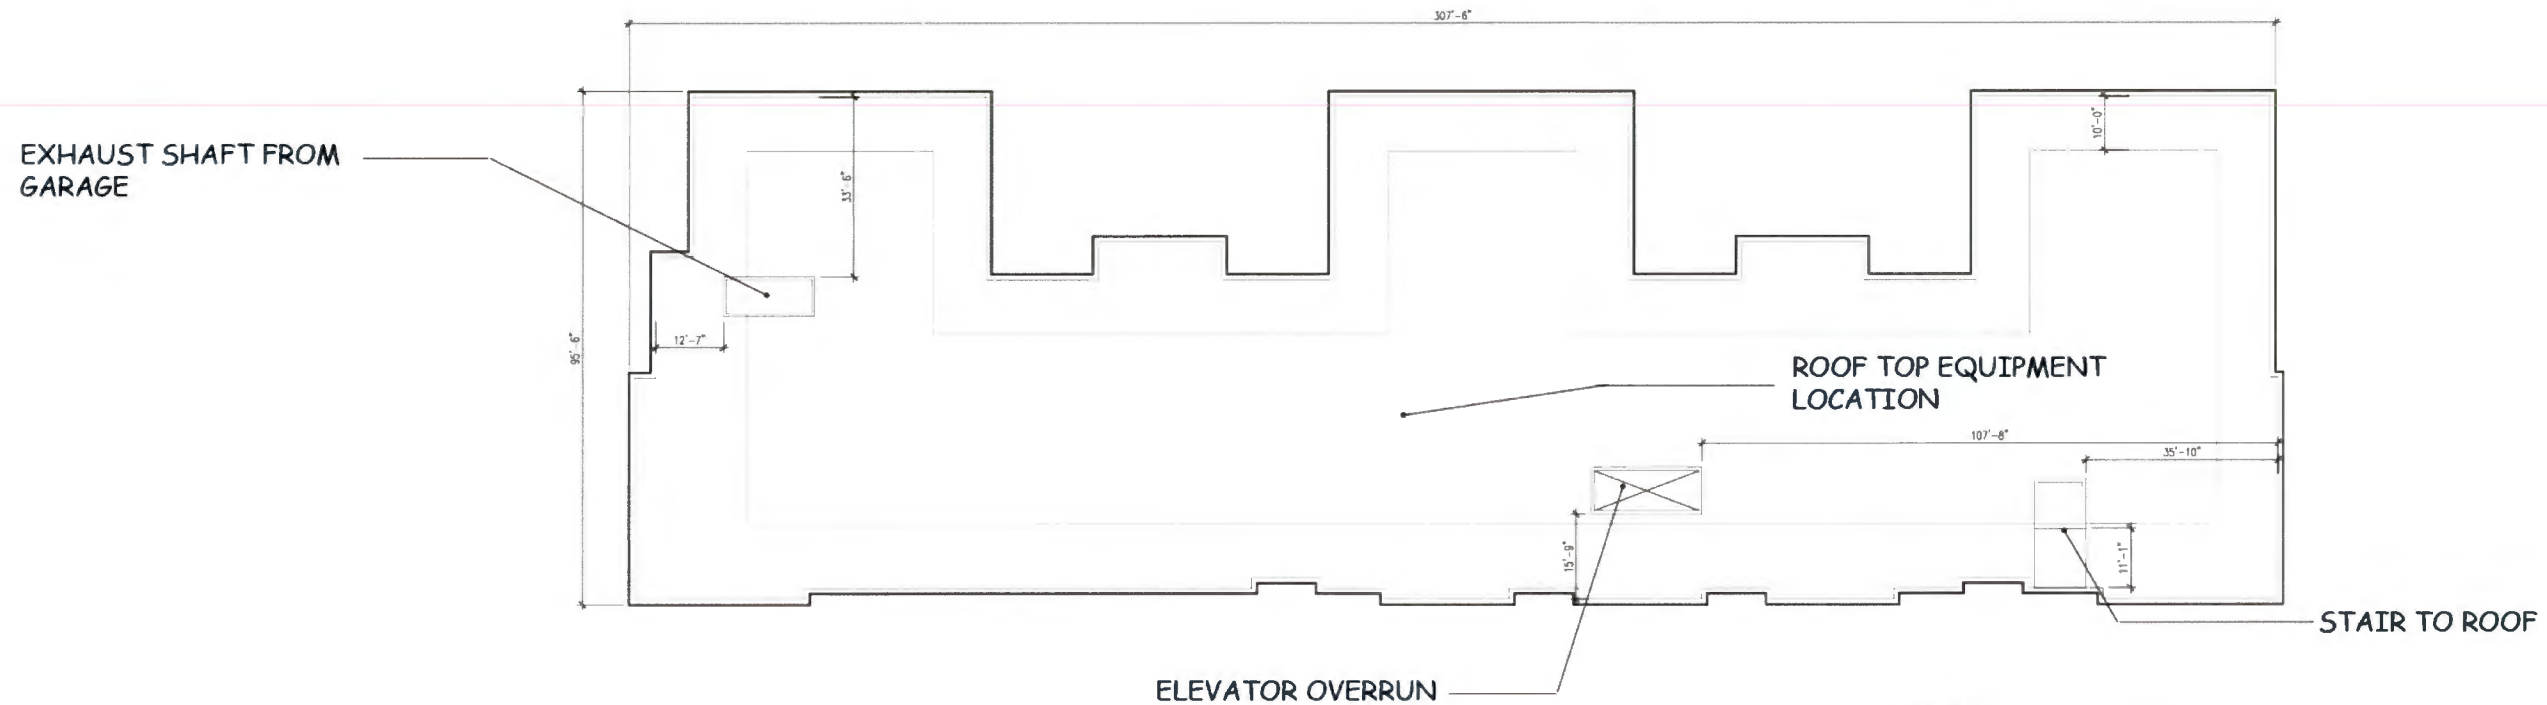 307'-6"
10'-0"
EXHAUST SHAFT FROM
GARAGE
33'-6"
12'-7"
95'-6"
ROOF TOP EQUIPMENT
LOCATION
107'-8"
35'-10"
15'-9"
11'-1"
STAIR TO ROOF
ELEVATOR OVERRUN